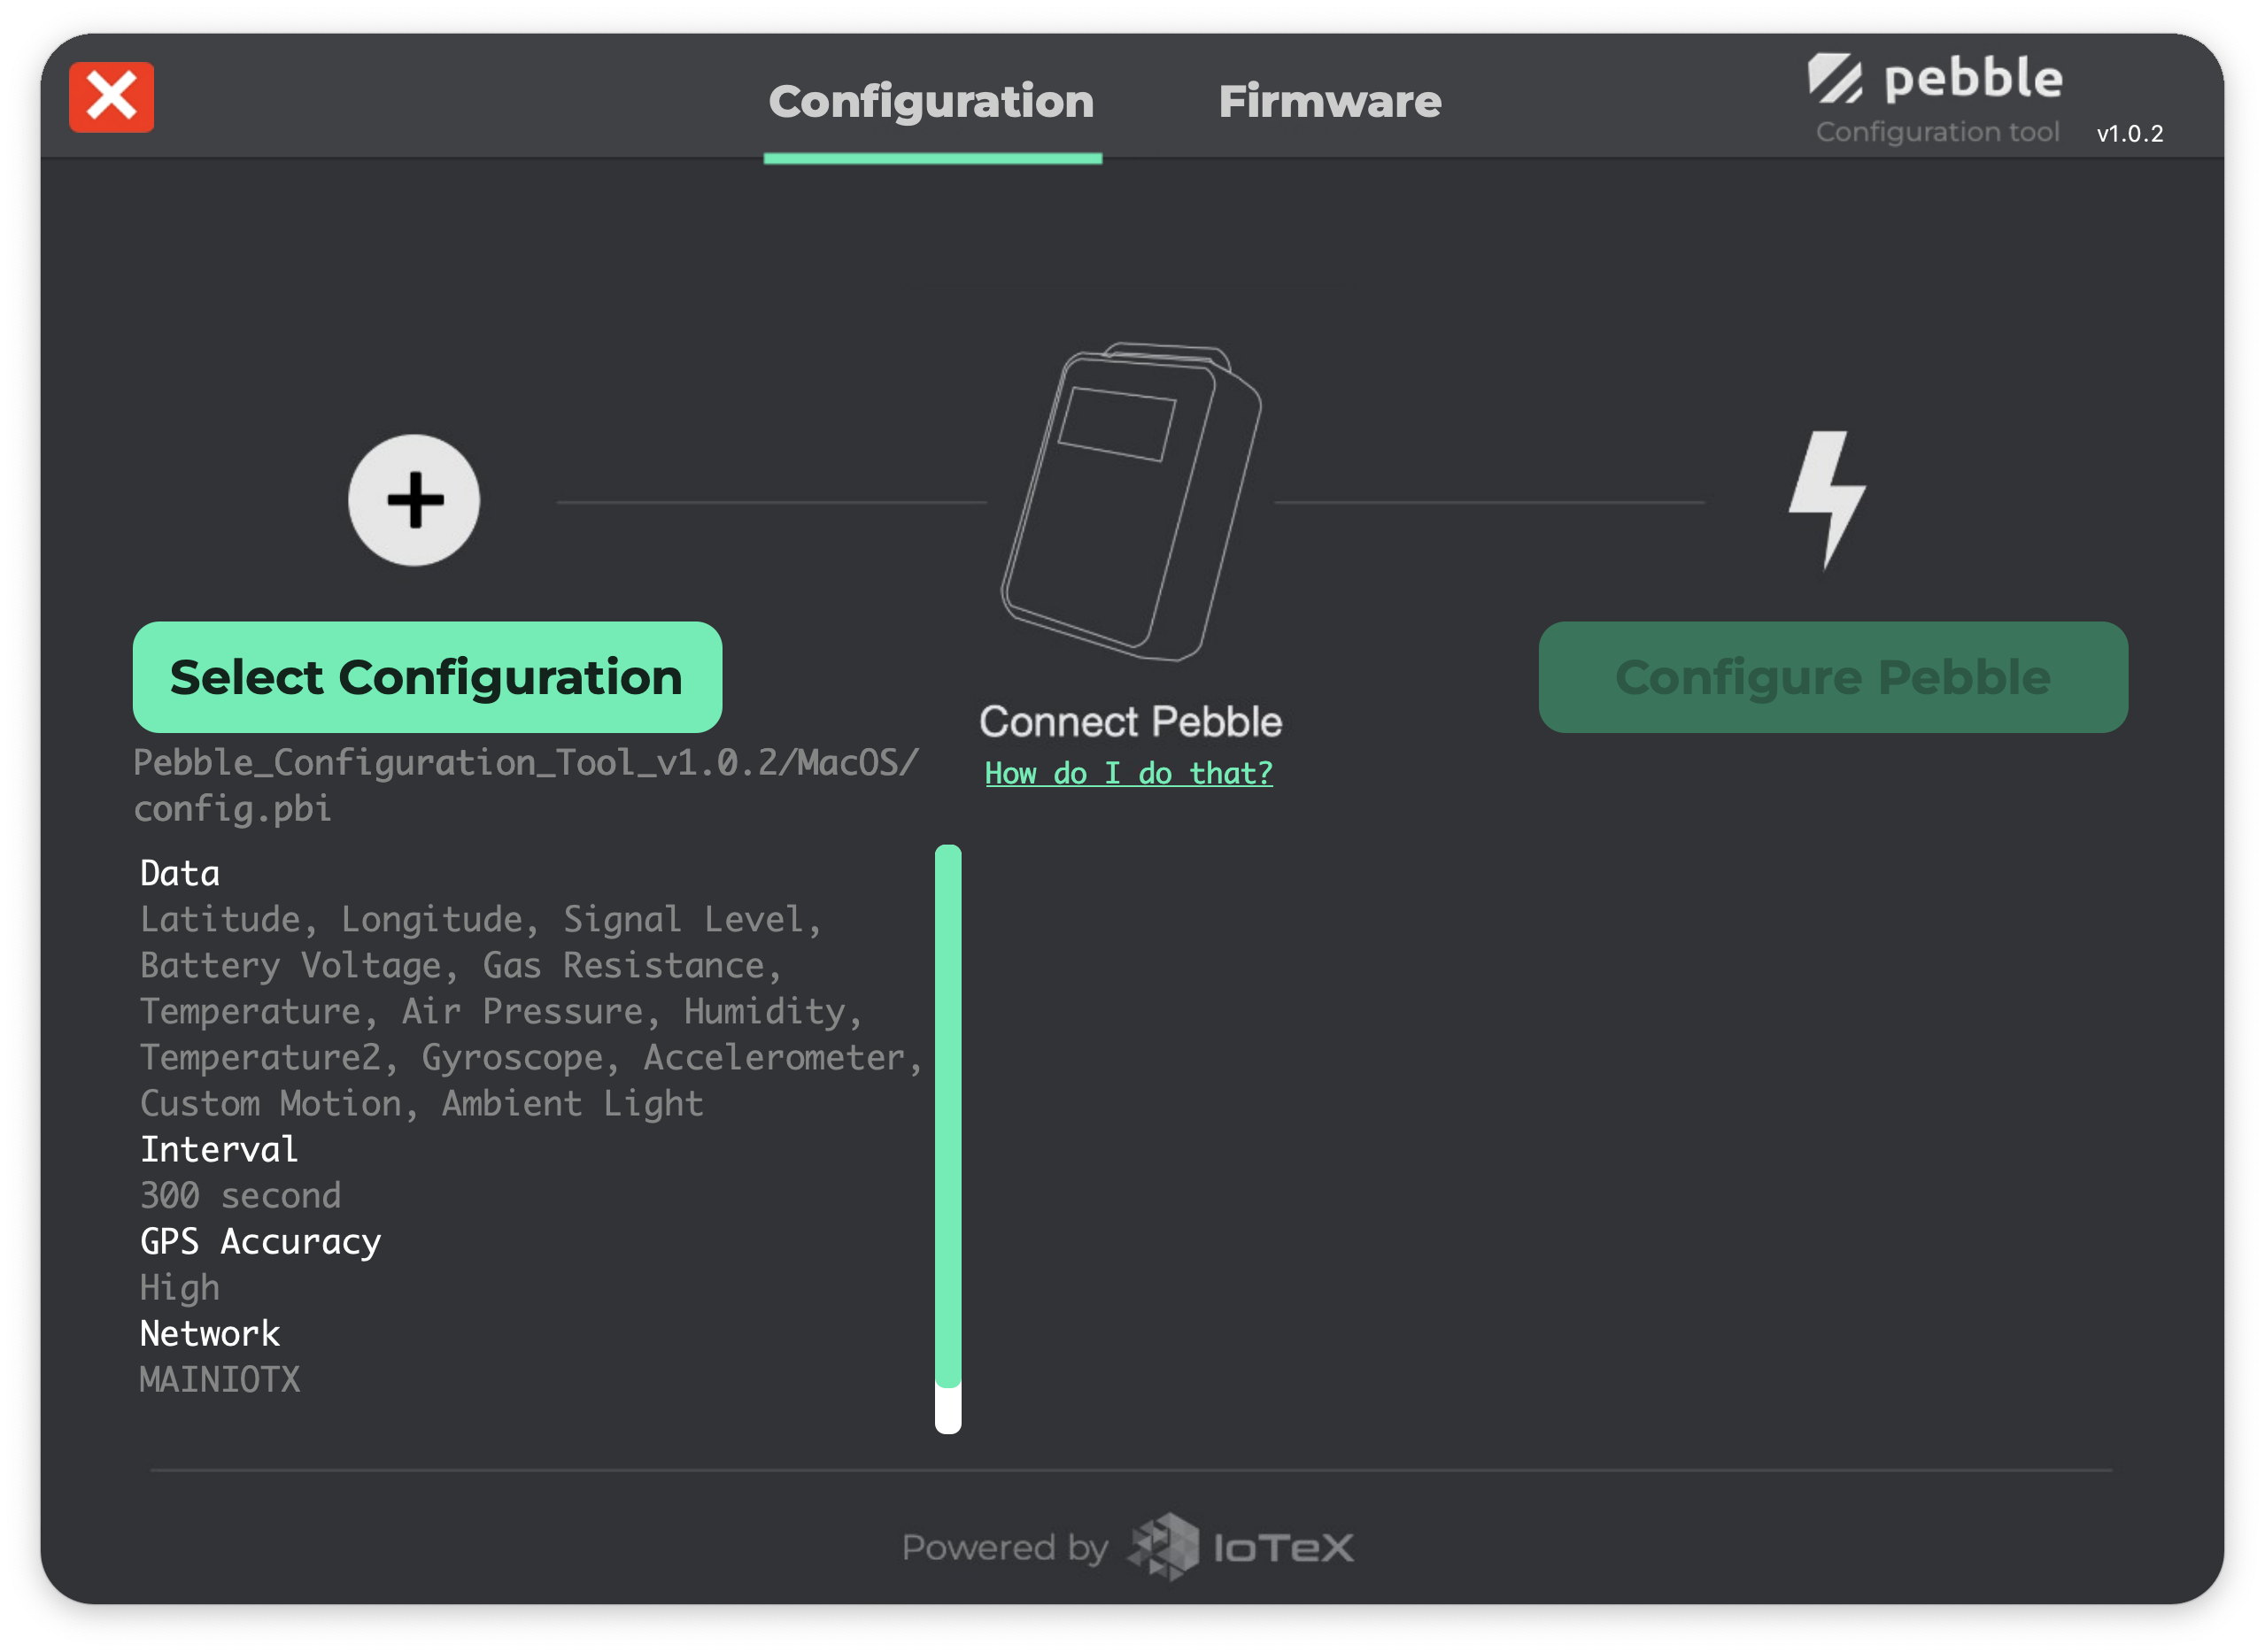 Configuration
Firmware
pebble
Configuration tool
v1.0.2
Select Configuration
Pebble_Configuration_Tool_v1.0.2/MacOS/
config.pbi
Data
Latitude, Longitude, Signal Level,
Battery Voltage, Gas Resistance,
Temperature, Air Pressure, Humidity,
Temperature2, Gyroscope, Accelerometer,
Custom Motion, Ambient Light
Interval
300 second
GPS Accuracy
High
Network
MAINIOTX
Connect Pebble
How do I do that?
Configure Pebble
Powered by IoTeX